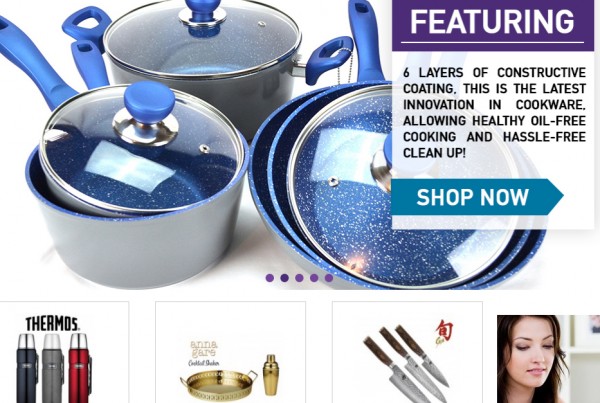 FEATURING
6 LAYERS OF CONSTRUCTIVE
COATING, THIS IS THE LATEST
INNOVATION IN COOKWARE,
ALLOWING HEALTHY OIL-FREE
COOKING AND HASSLE-FREE
CLEAN UP!
SHOP NOW
THERMOS
anna
gare
Cocktail Shaker
旬